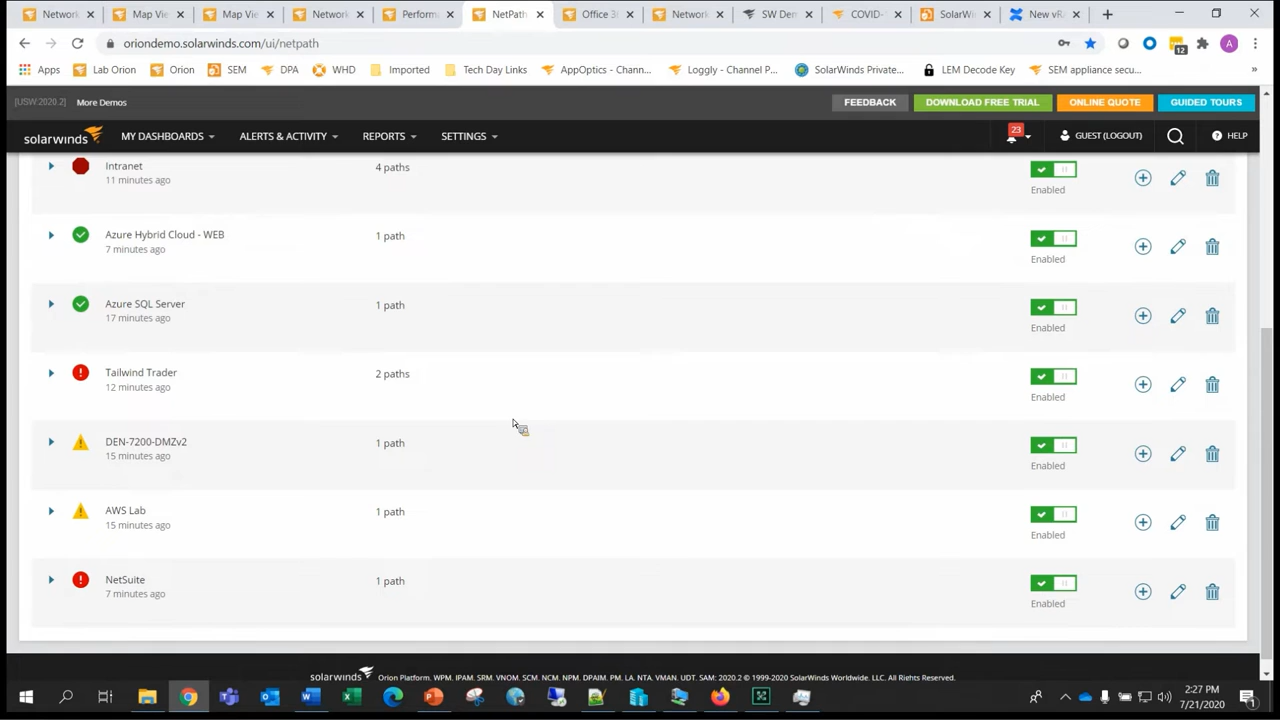 Network
Map Vie
Map Vie
Network
Perform
NetPath
Office 3
Network
SW Den
COVID-
SolarWi
New vR
oriondemo.solarwinds.com/ui/netpath
12
A
Apps
Lab Orion
Orion
SEM
DPA
WHD
Imported
Tech Day Links
AppOptics - Chann...
Loggly - Channel P...
SolarWinds Private...
LEM Decode Key
SEM appliance secu...
[USW.2020.2] More Demos
FEEDBACK
DOWNLOAD FREE TRIAL
ONLINE QUOTE
GUIDED TOURS
solarwinds
MY DASHBOARDS
ALERTS & ACTIVITY
REPORTS
SETTINGS
23
GUEST (LOGOUT)
? HELP
Intranet 4 paths
11 minutes ago
Enabled
Azure Hybrid Cloud - WEB 1 path
7 minutes ago
Enabled
Azure SQL Server 1 path
17 minutes ago
Enabled
Tailwind Trader 2 paths
12 minutes ago
Enabled
DEN-7200-DMZv2 1 path
15 minutes ago
Enabled
AWS Lab 1 path
15 minutes ago
Enabled
NetSuite 1 path
7 minutes ago
Enabled
solarwinds Orion Platform, WPM, IPAM, SRM, VNQM, SCM, NCM, NPM, DPAIM, PM, LA, NTA, VMAN, UDT, SAM: 2020.2 © 1999-2020 SolarWinds Worldwide, LLC. All Rights Reserved.
2:27 PM
7/21/2020
1